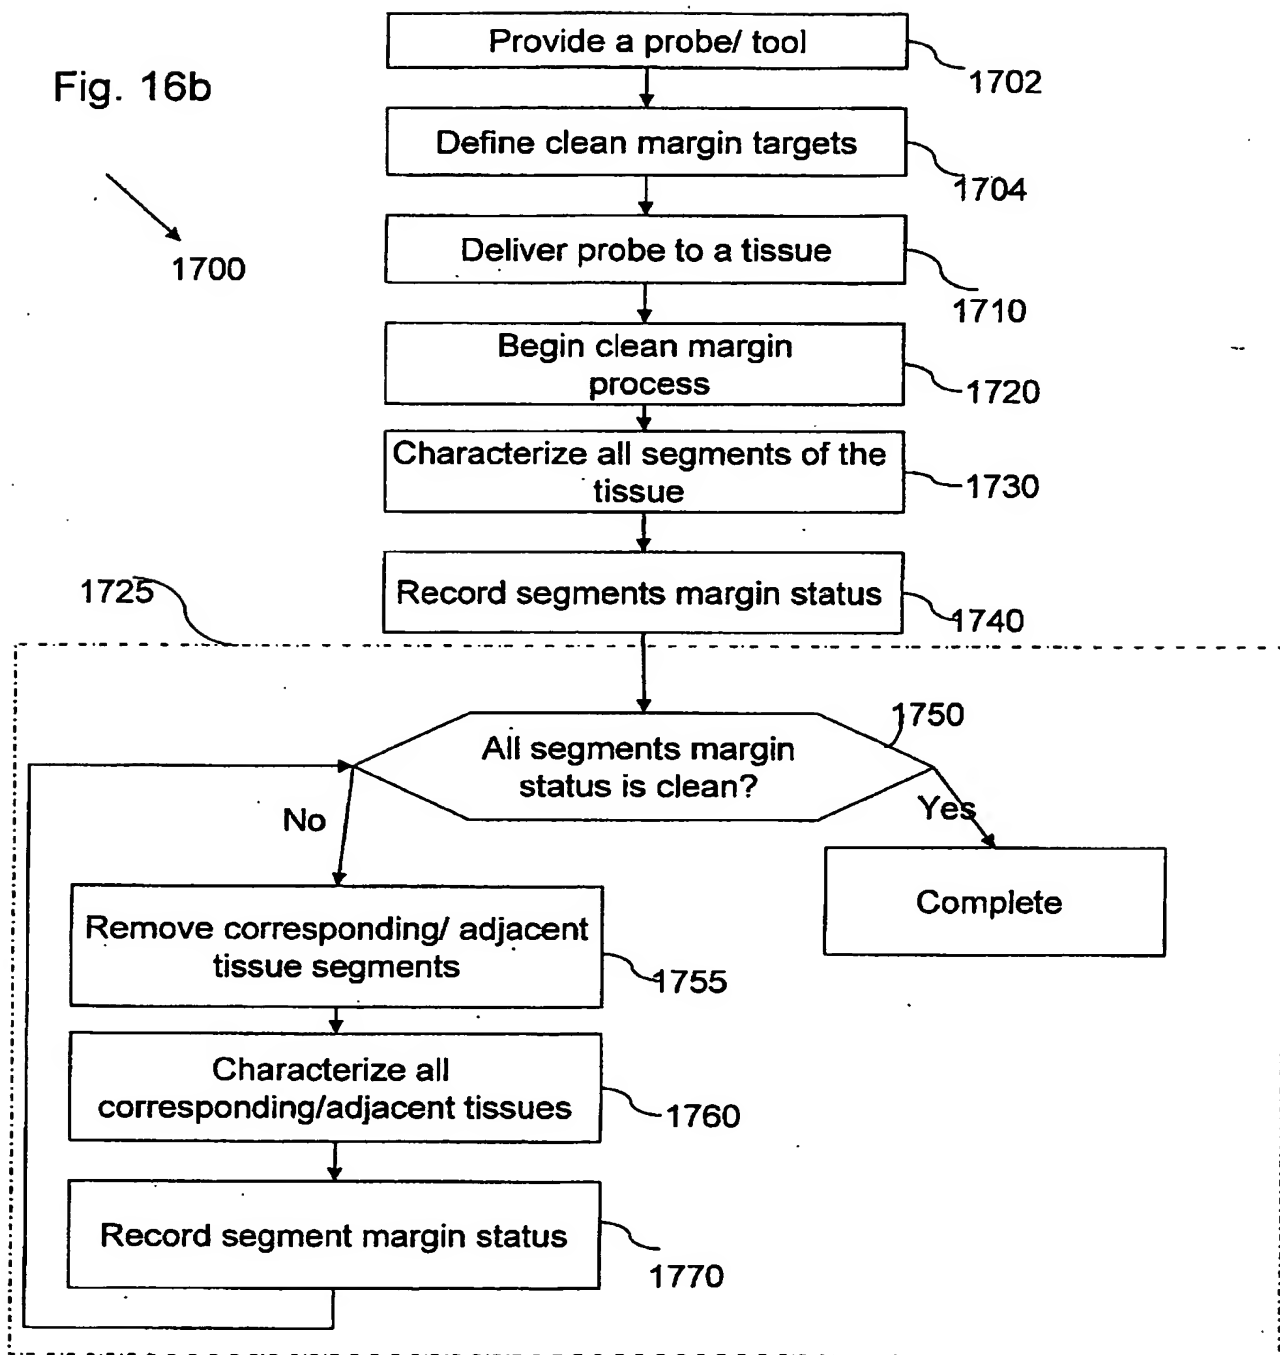 Provide a probe/ tool
1702
Fig. 16b
Define clean margin targets
1704
1700
Deliver probe to a tissue
1710
Begin clean margin
process
1720
Characterize all segments of the
tissue
1730
1725
Record segments margin status
1740
1750
All segments margin
status is clean?
No
Yes
Remove corresponding/ adjacent
tissue segments
1755
Complete
Characterize all
corresponding/adjacent tissues
1760
Record segment margin status
1770